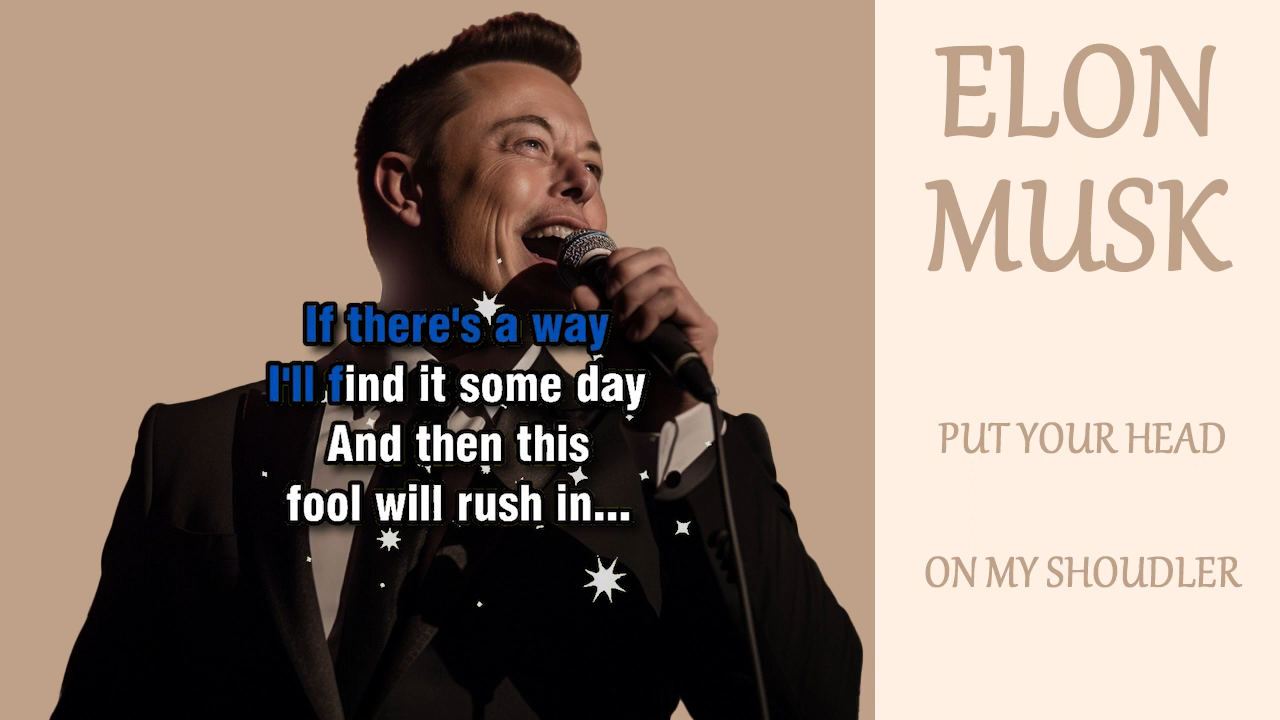 If there's a way
I'll find it some day
And then this
fool will rush in...
ELON
MUSK
PUT YOUR HEAD
ON MY SHOUDLER